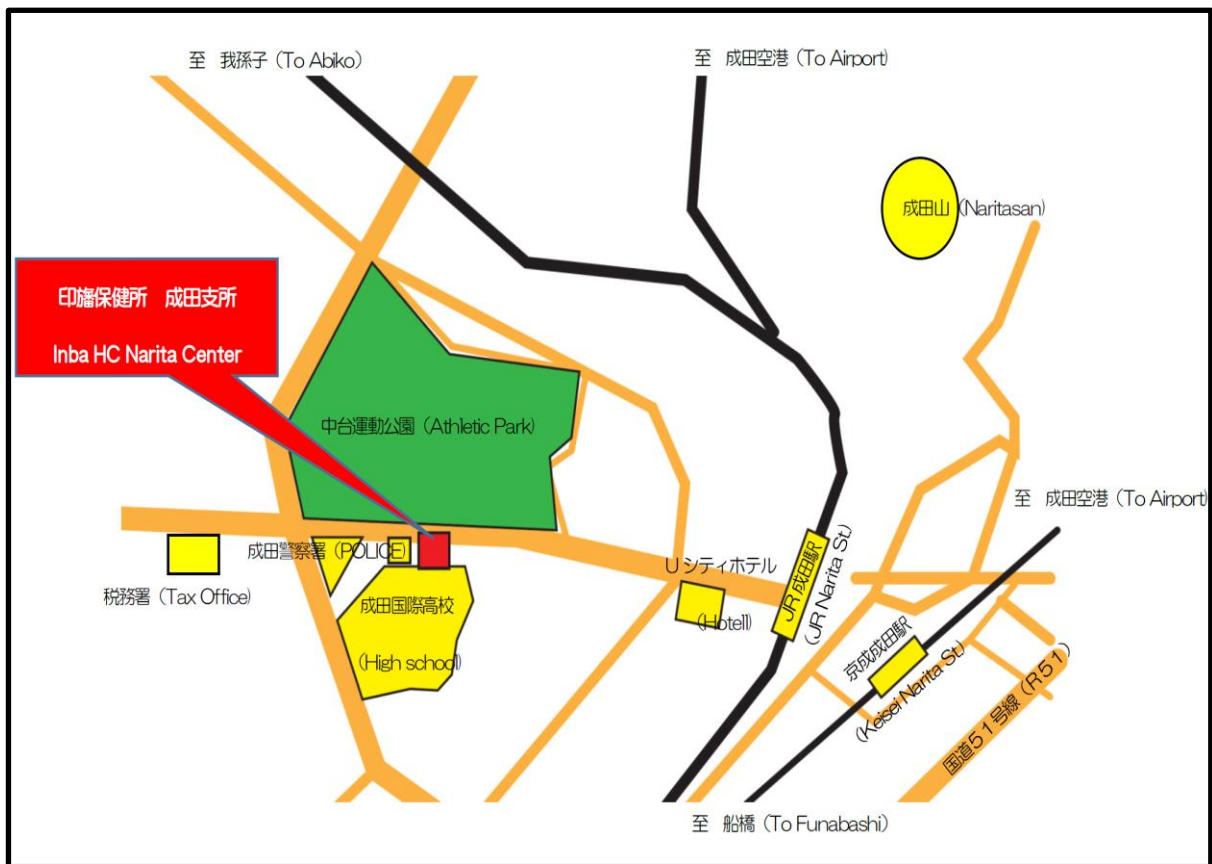 至　我孫子（To Abiko）
至　成田空港（To Airport）
成田山（Naritasan）
印旛保健所　成田支所
Inba HC Narita Center
中台運動公園（Athletic Park）
至　成田空港（To Airport）
成田警察署（POLICE）
税務署（Tax Office）
成田国際高校
（High school）
Ｕシティホテル
（Hotell）
JR成田駅
（JR Narita St.）
京成成田駅
（Keisei Narita St.）
国道５１号線（Ｒ５１）
至　船橋（To Funabashi）